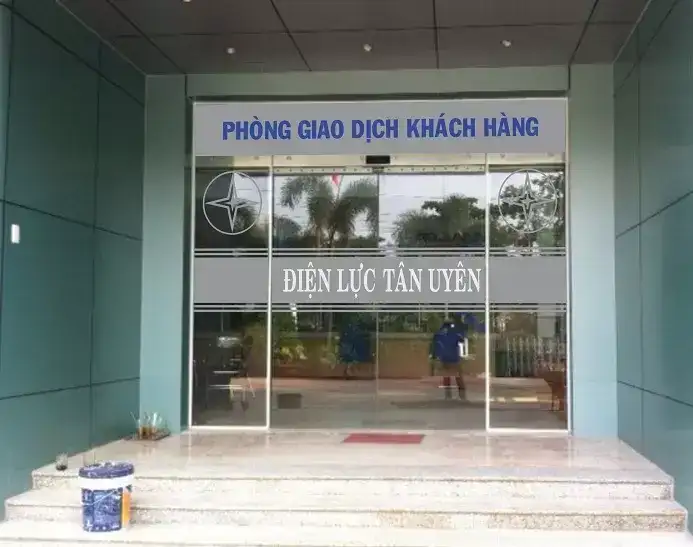 PHÒNG GIAO DỊCH KHÁCH HÀNG
ĐIỆN LỰC TÂN UYÊN